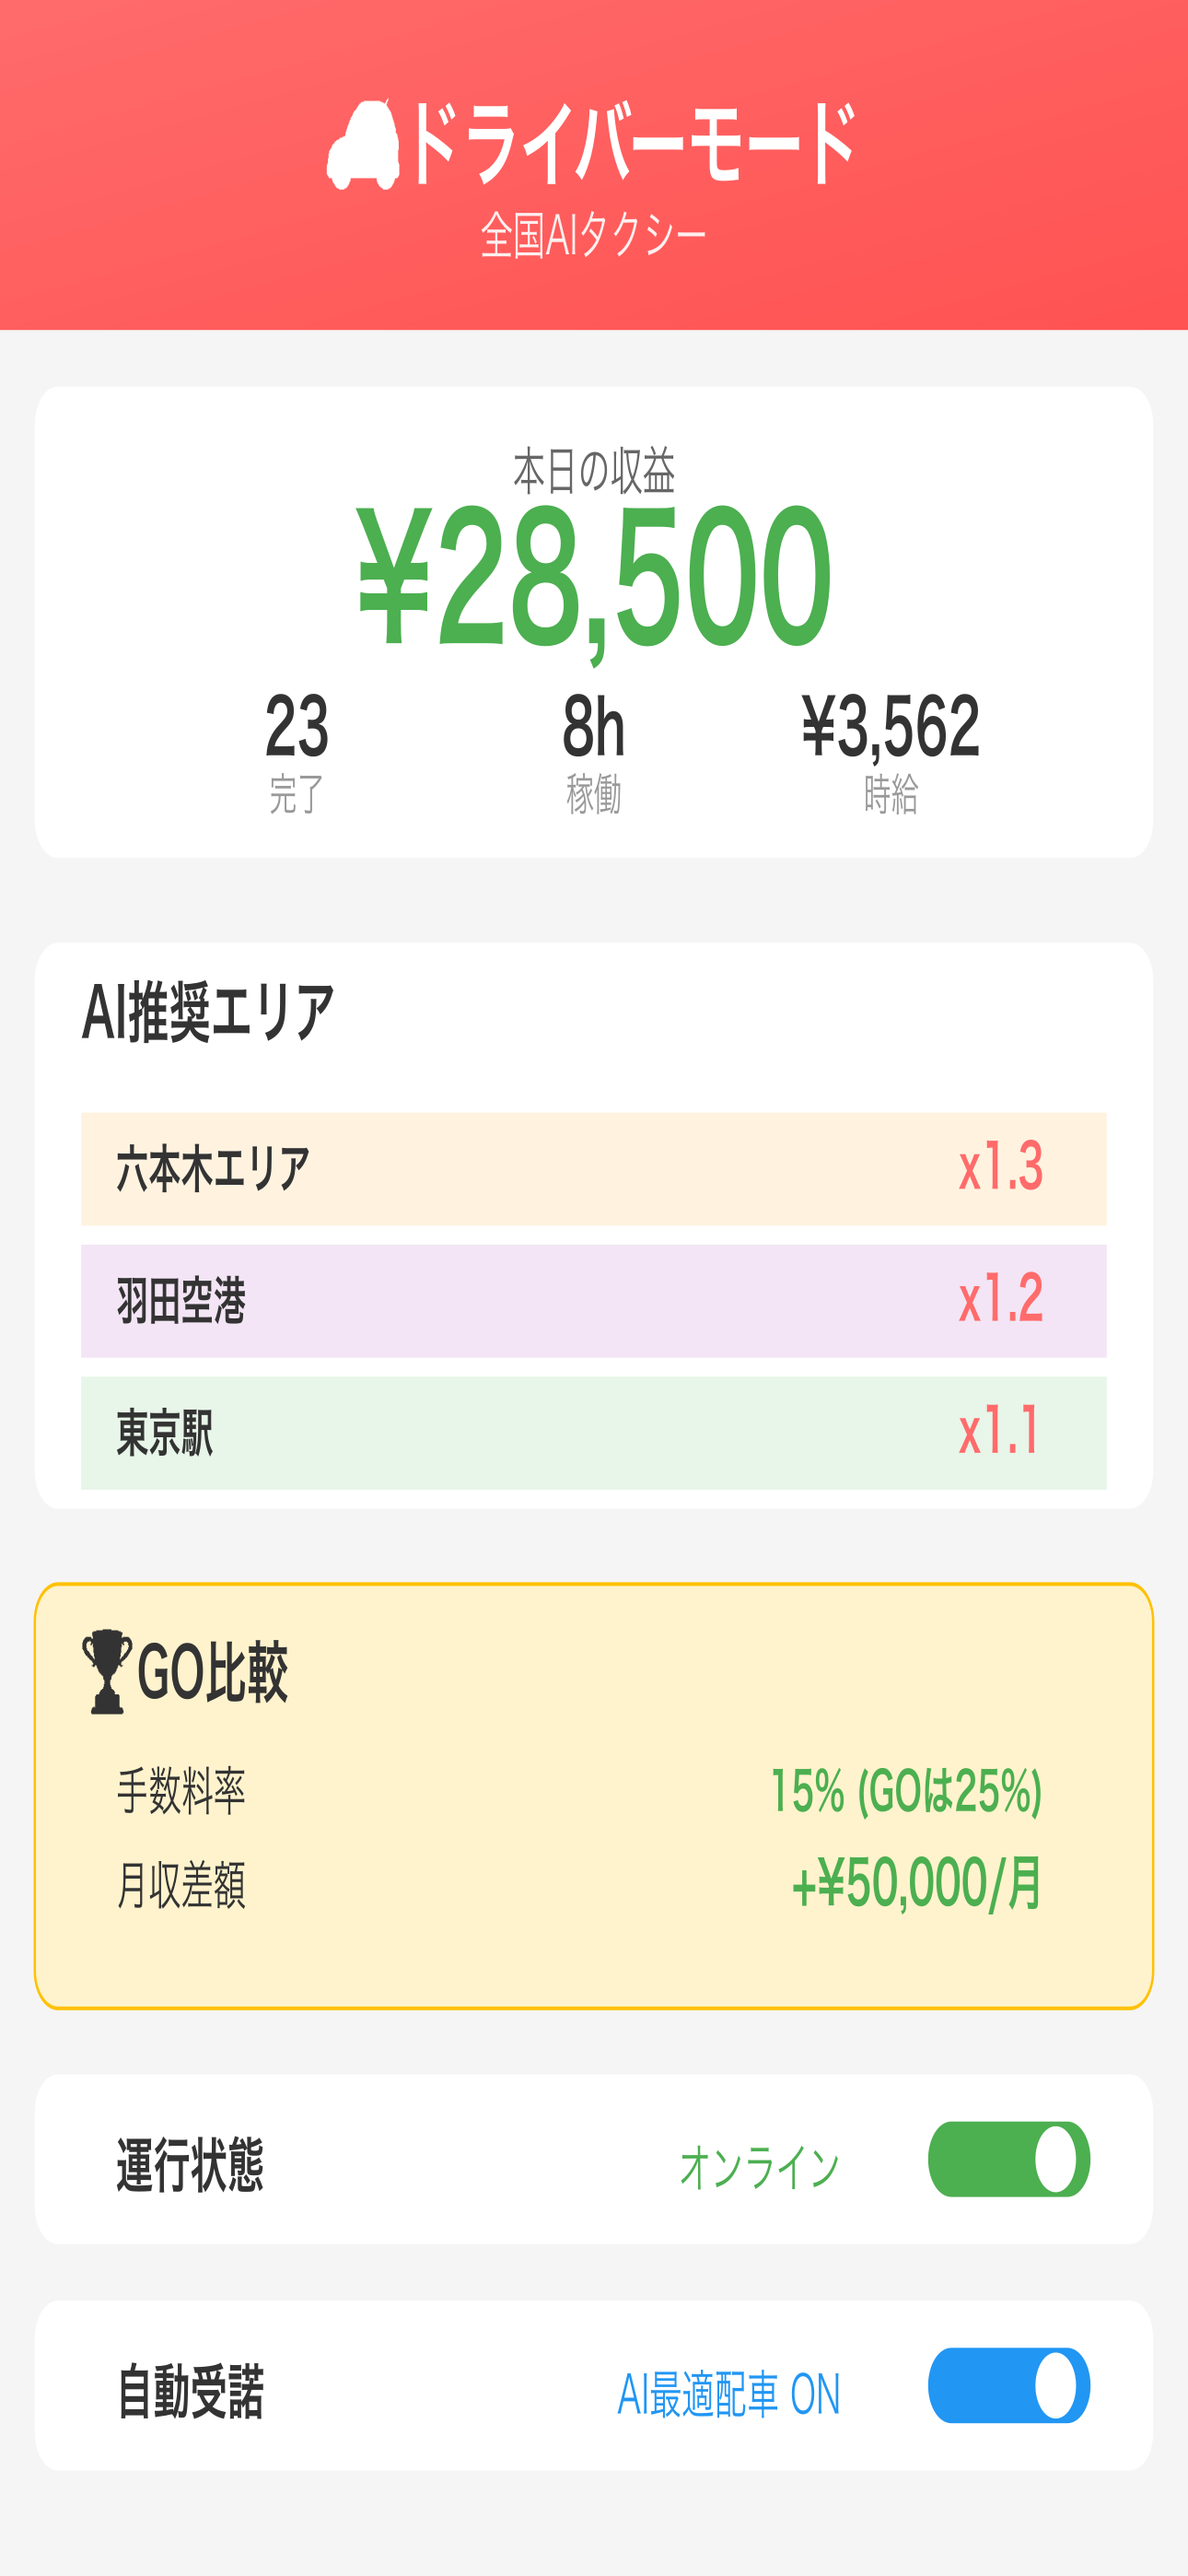 ドライバーモード
全国AIタクシー
本日の収益
¥28,500
23 8h ¥3,562
完了 稼働 時給
AI推奨エリア
六本木エリア x1.3
羽田空港 x1.2
東京駅 x1.1
GO比較
手数料率 15% (GOは25%)
月収差額 +¥50,000/月
運行状態 オンライン
自動受諾 AI最適配車 ON